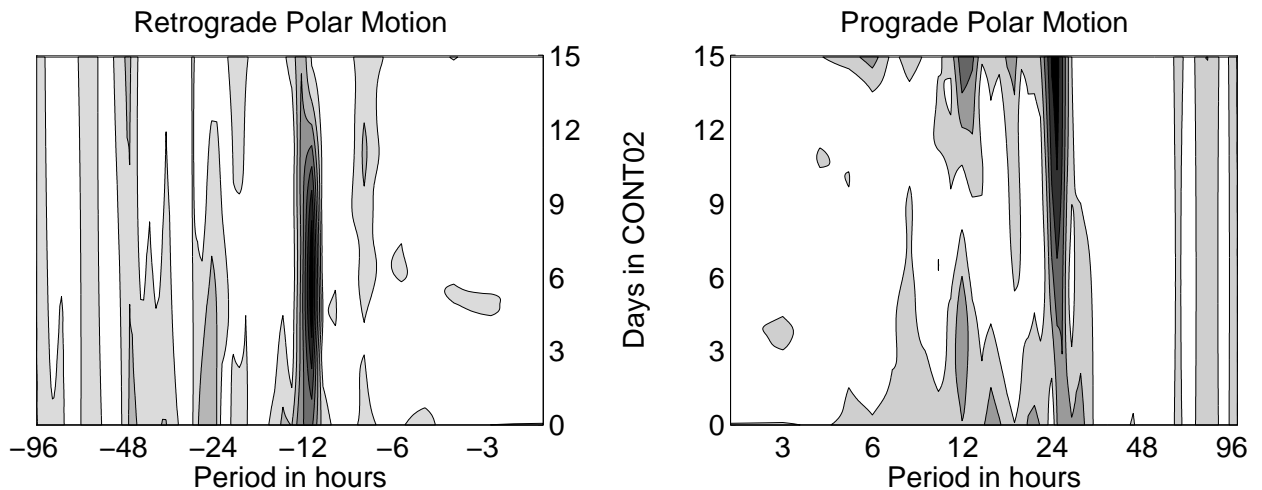 Retrograde Polar Motion
Prograde Polar Motion
15
12
9
6
3
0
Days in CONT02
15
12
9
6
3
0
−96 −48 −24 −12 −6 −3
3 6 12 24 48 96
Period in hours
Period in hours